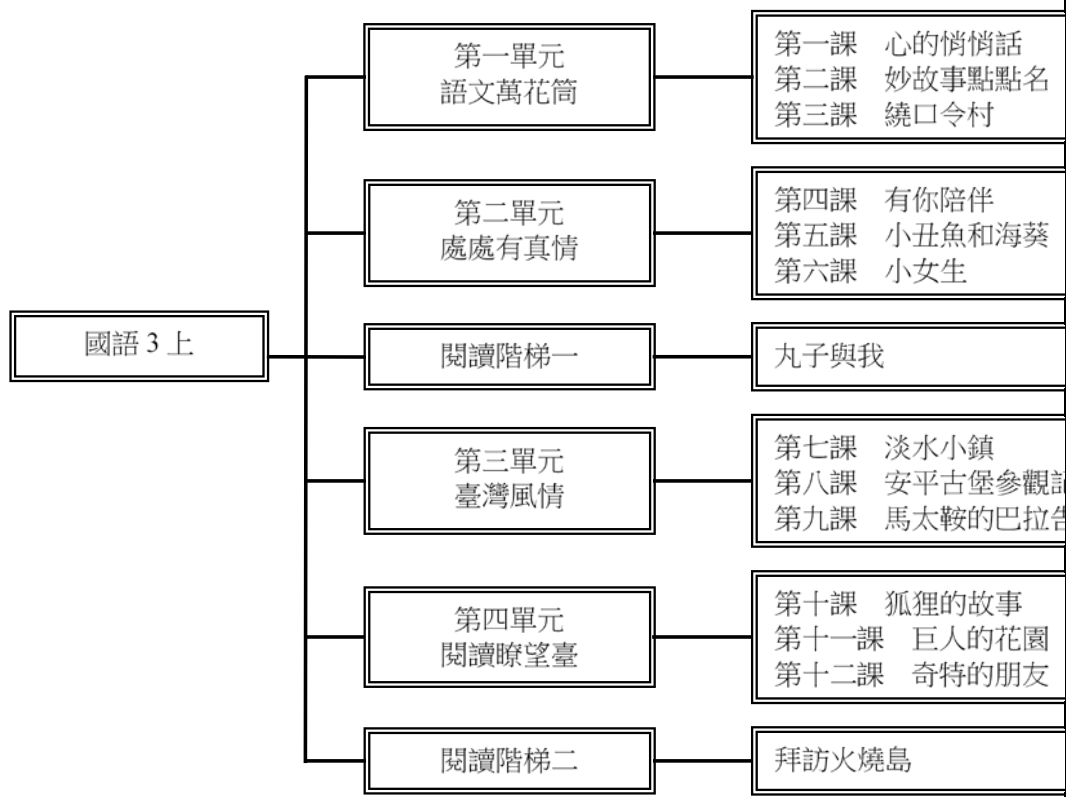 國語 3 上
第一單元
語文萬花筒
第一課 心的悄悄話
第二課 妙故事點點名
第三課 繞口令村
第二單元
處處有真情
第四課 有你陪伴
第五課 小丑魚和海葵
第六課 小女生
閱讀階梯一
丸子與我
第三單元
臺灣風情
第七課 淡水小鎮
第八課 安平古堡參觀
第九課 馬太鞍的巴拉
第四單元
閱讀瞭望臺
第十課 狐狸的故事
第十一課 巨人的花園
第十二課 奇特的朋友
閱讀階梯二
拜訪火燒島